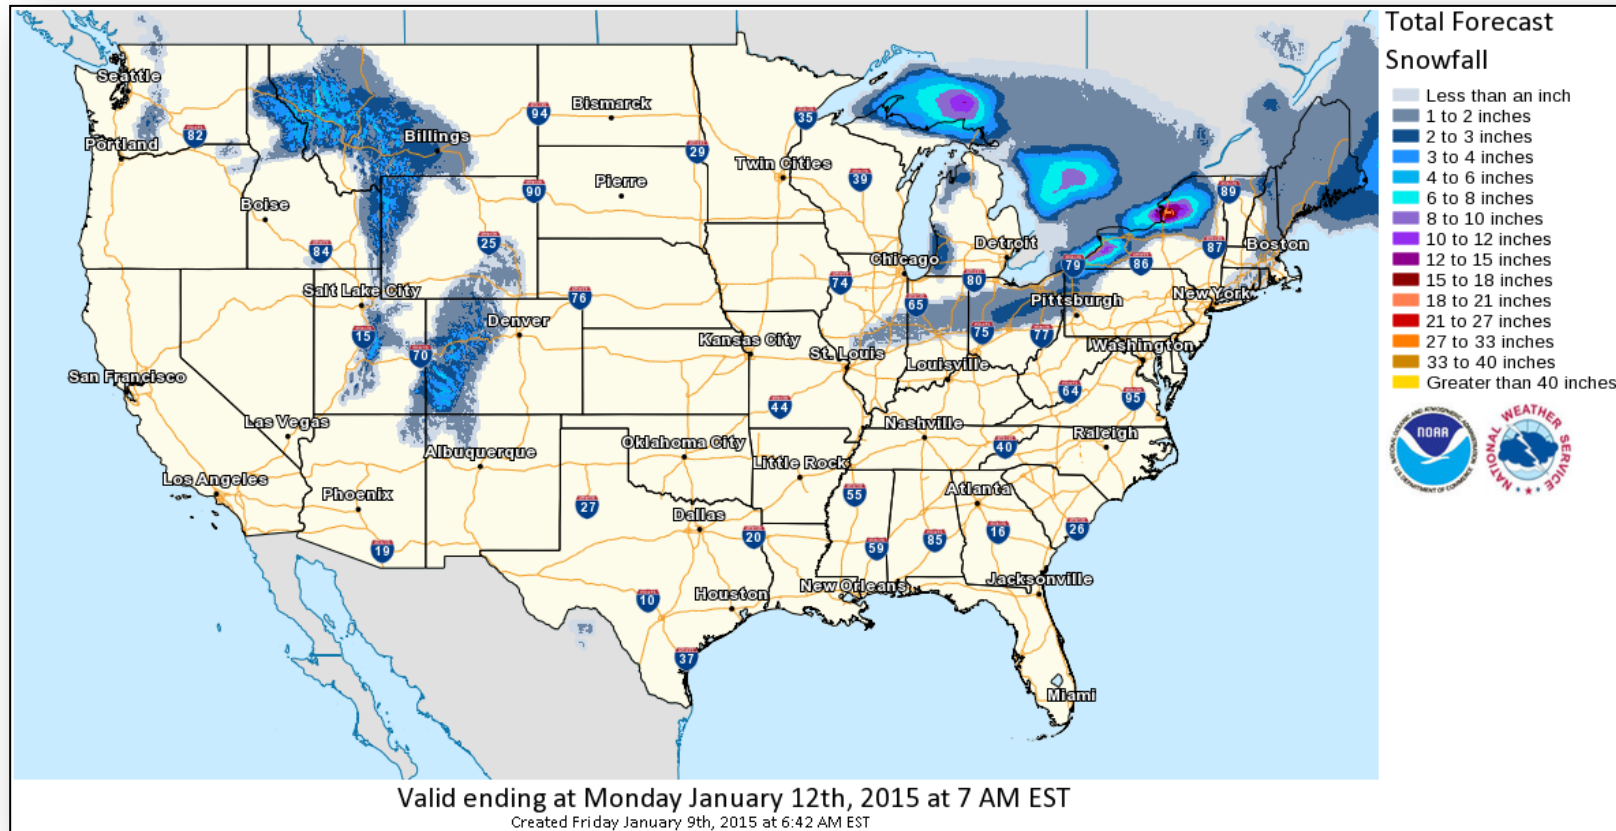 Total Forecast
Snowfall
Less than an inch
1 to 2 inches
2 to 3 inches
3 to 4 inches
4 to 6 inches
6 to 8 inches
8 to 10 inches
10 to 12 inches
12 to 15 inches
15 to 18 inches
18 to 21 inches
21 to 27 inches
27 to 33 inches
33 to 40 inches
Greater than 40 inches
NOAA
NATIONAL OCEANIC AND ATMOSPHERIC ADMINISTRATION
U.S. DEPARTMENT OF COMMERCE
NATIONAL WEATHER SERVICE
Seattle
82
Portland
Billings
94
Bismarck
35
29
Twin Cities
39
Pierre
90
Boise
84
25
Salt Lake City
15
70
Denver
76
Chicago
74
65
80
Detroit
79
86
87
89
Boston
New York
Pittsburgh
75
77
Washington
Kansas City
St. Louis
Louisville
64
95
44
San Francisco
Las Vegas
Los Angeles
Phoenix
19
Albuquerque
Oklahoma City
Little Rock
Nashville
40
Raleigh
27
Dallas
20
55
Atlanta
59
85
16
26
10
Houston
New Orleans
Jacksonville
37
Miami
Valid ending at Monday January 12th, 2015 at 7 AM EST
Created Friday January 9th, 2015 at 6:42 AM EST